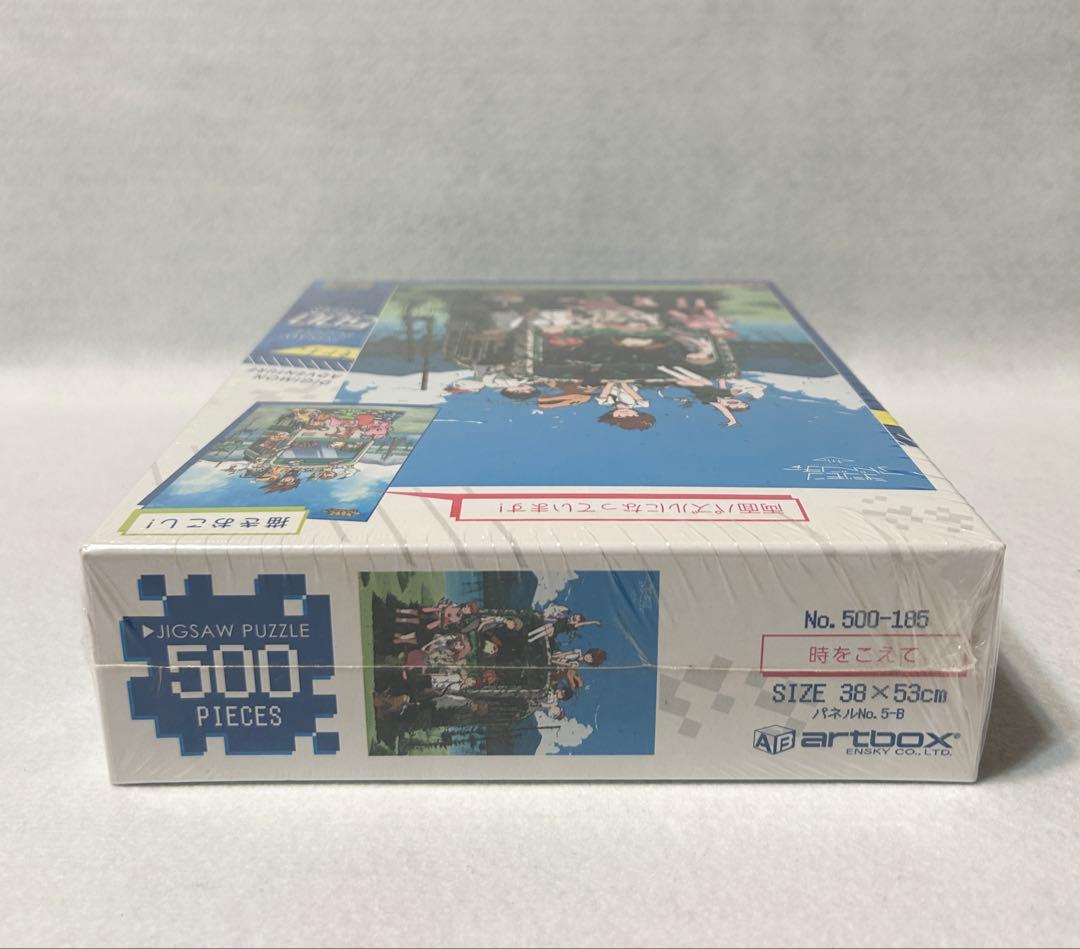 DIGIMON
ADVENTURE
両面パズルになっています!
描きおこし!
▶JIGSAW PUZZLE
500
PIECES
No. 500-185
時をこえて
SIZE 38×53cm
パネルNo. 5-B
ATB artbox®
ENSKY CO., LTD.